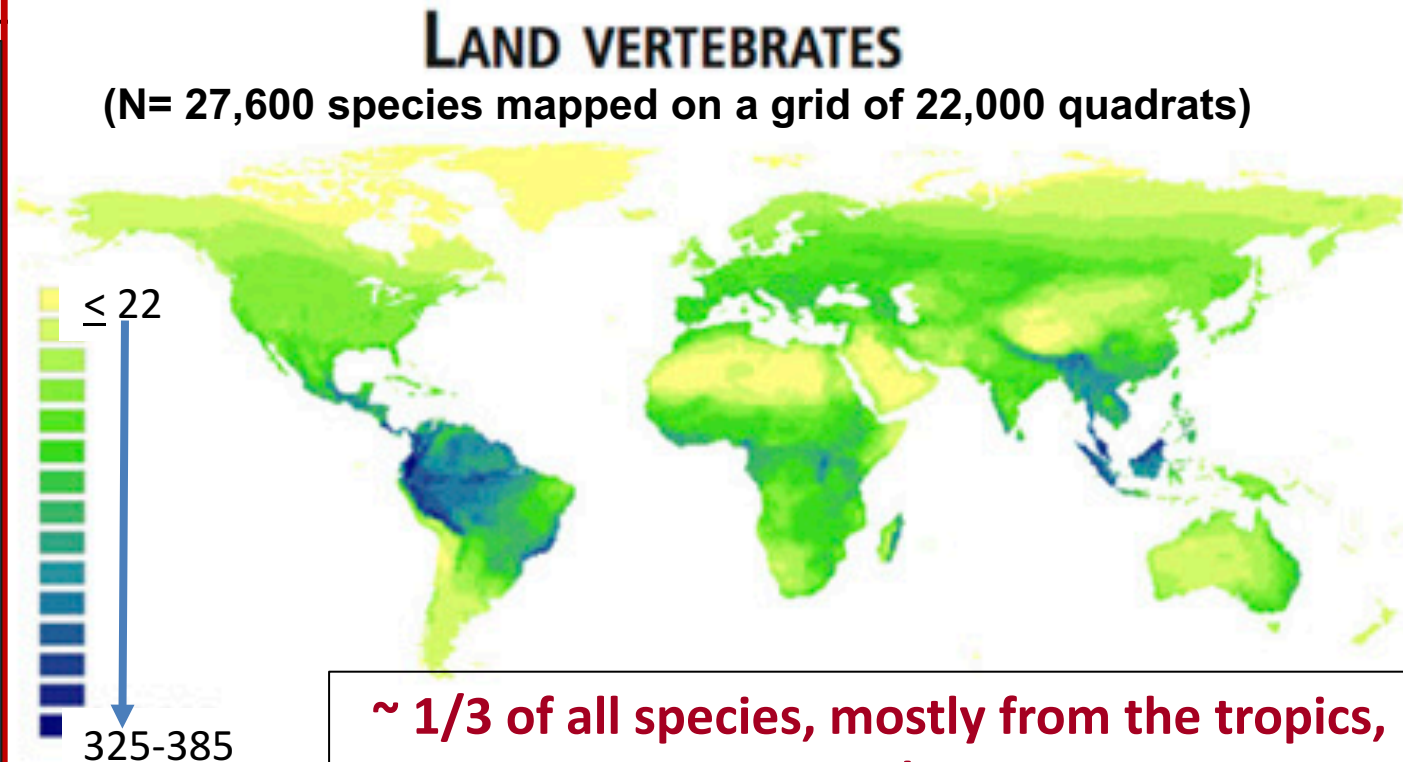 LAND VERTEBRATES
(N= 27,600 species mapped on a grid of 22,000 quadrats)
≤ 22
325-385
~ 1/3 of all species, mostly from the tropics,